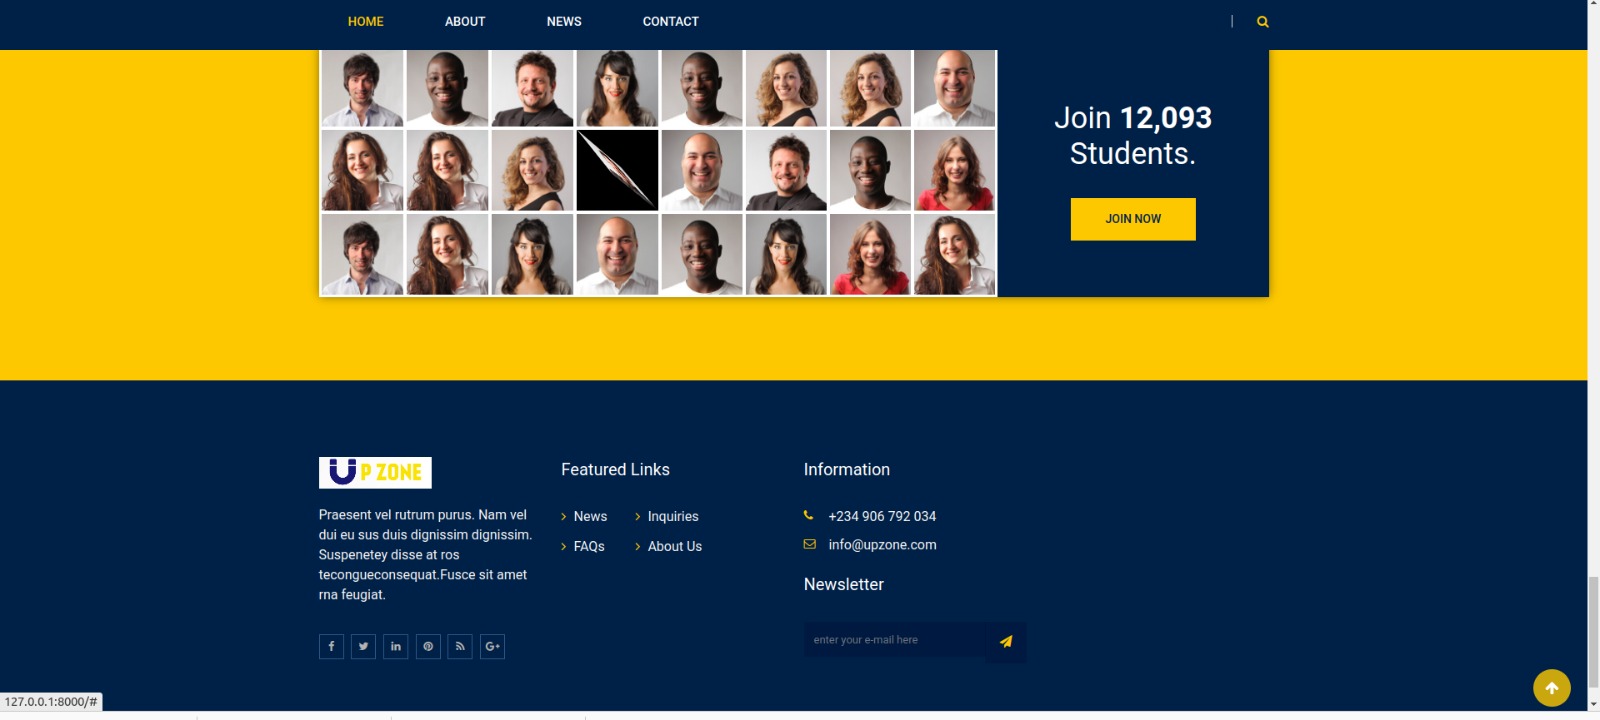 HOME ABOUT NEWS CONTACT
Join 12,093
Students.
JOIN NOW
UP ZONE
Praesent vel rutrum purus. Nam vel
dui eu sus duis dignissim dignissim.
Suspenetey disse at ros
tecongueconsequat.Fusce sit amet
rna feugiat.
Featured Links
News Inquiries
FAQs About Us
Information
+234 906 792 034
info@upzone.com
Newsletter
enter your e-mail here
127.0.0.1:8000/#